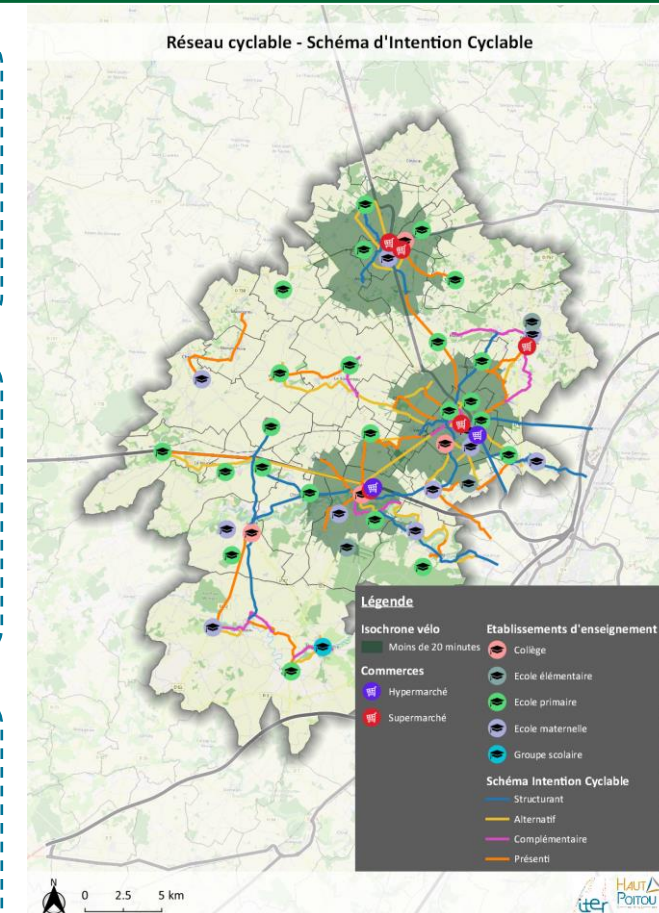 Réseau cyclable - Schéma d'Intention Cyclable
Légende
Isochrone vélo
Moins de 20 minutes
Commerces
Hypermarché
Supermarché
Etablissements d'enseignement
Collège
Ecole élémentaire
Ecole primaire
Ecole maternelle
Groupe scolaire
Schéma Intention Cyclable
Structurant
Alternatif
Complémentaire
Présenti
N
0 2.5 5 km
iter
HAUT
POITOU